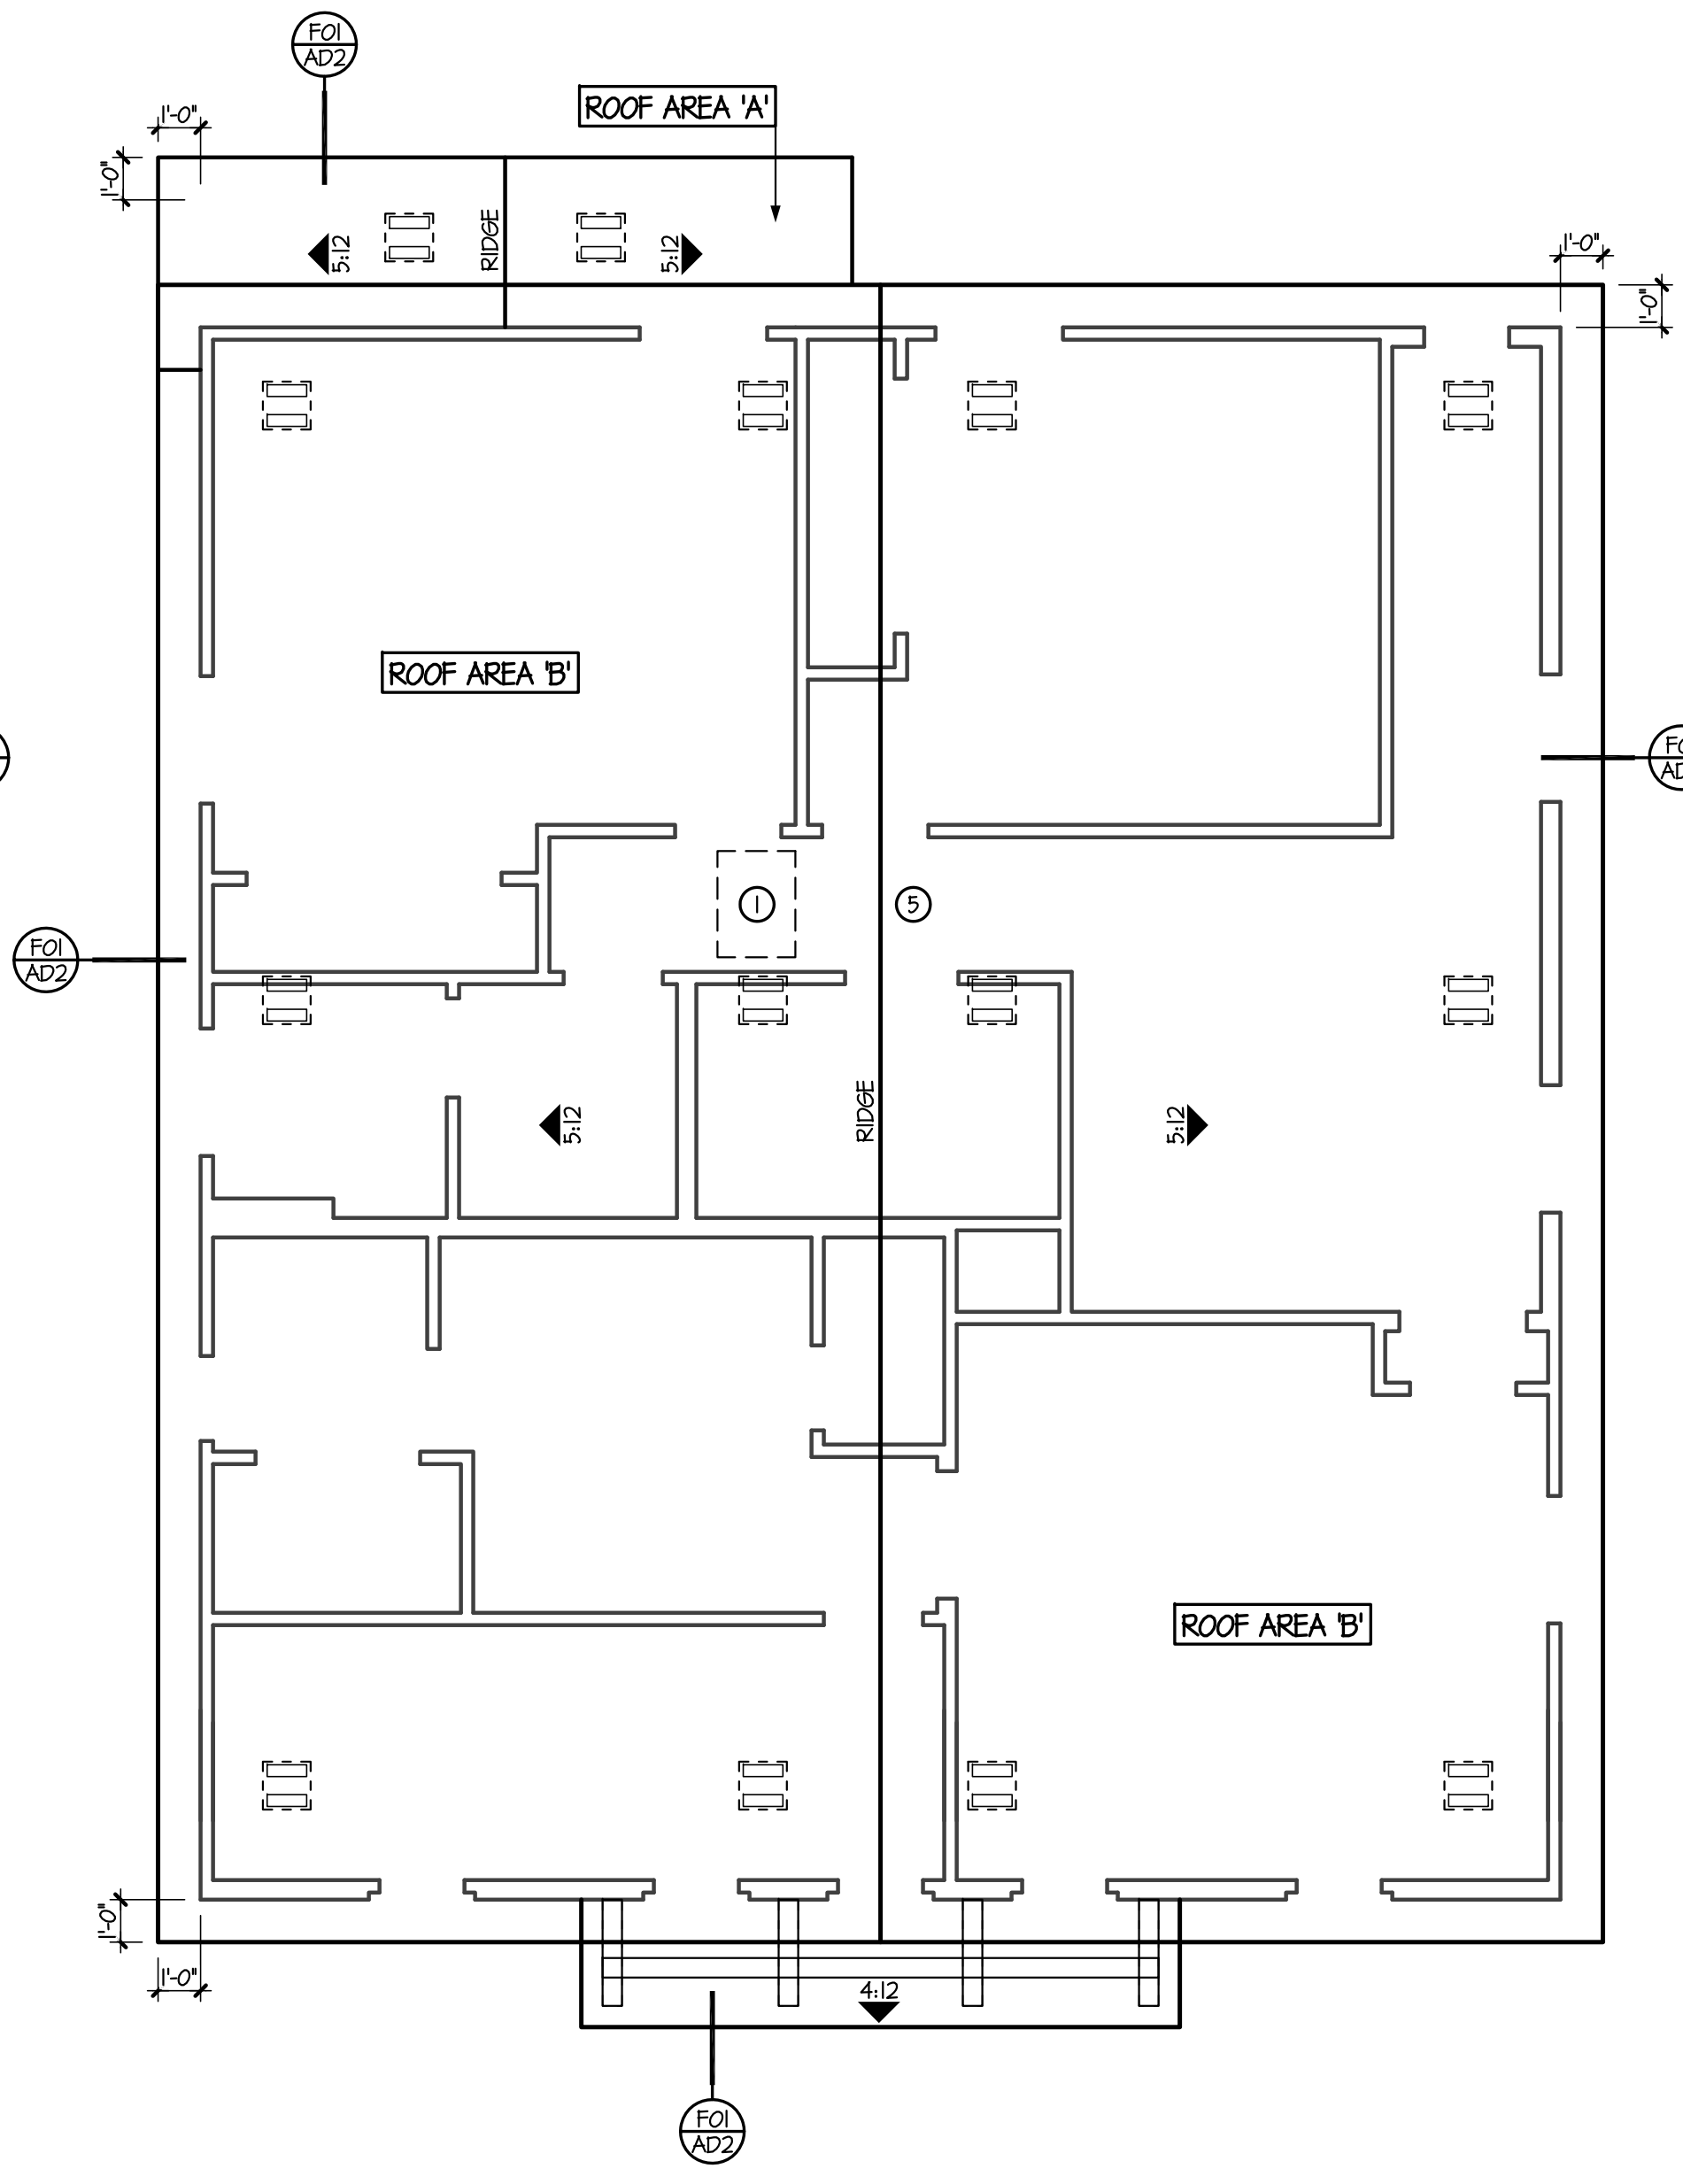 F01
AD2
ROOF AREA 'A'
1'-0"
1'-0"
RIDGE
5:12
5:12
1'-0"
1'-0"
ROOF AREA 'B'
1
5
F01
AD2
RIDGE
5:12
5:12
ROOF AREA 'B'
1'-0"
1'-0"
4:12
F01
AD2